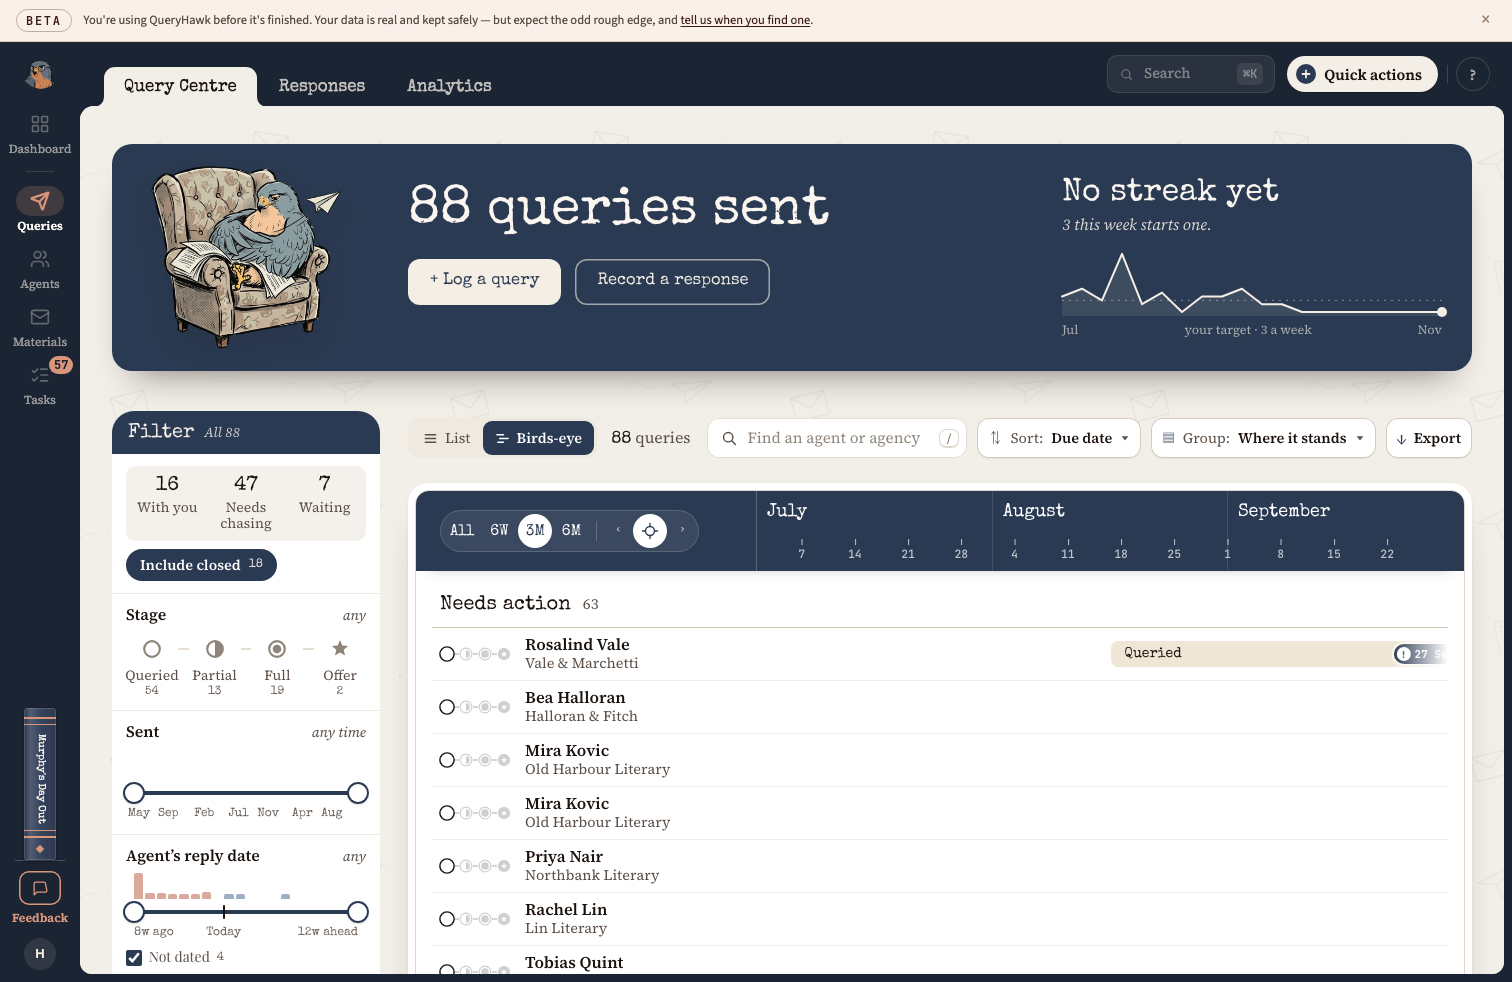 BETA You're using QueryHawk before it's finished. Your data is real and kept safely — but expect the odd rough edge, and tell us when you find one. ×
Query Centre Responses Analytics Search ⌘K + Quick actions ?
Dashboard
Queries
Agents
Materials
57
Tasks
Murphy's Day Out
Feedback
H
88 queries sent
+ Log a query Record a response
No streak yet
3 this week starts one.
Jul your target · 3 a week Nov
Filter All 88
16 47 7
With you Needs chasing Waiting
Include closed 18
Stage any
Queried Partial Full Offer
54 13 19 2
Sent any time
May Sep Feb Jul Nov Apr Aug
Agent's reply date any
8w ago Today 12w ahead
Not dated 4
List Birds-eye 88 queries Find an agent or agency / Sort: Due date Group: Where it stands Export
All 6W 3M 6M ‹ ›
July August September
7 14 21 28 4 11 18 25 1 8 15 22
Needs action 63
Rosalind Vale
Vale & Marchetti
Queried ! 27
Bea Halloran
Halloran & Fitch
Mira Kovic
Old Harbour Literary
Mira Kovic
Old Harbour Literary
Priya Nair
Northbank Literary
Rachel Lin
Lin Literary
Tobias Quint